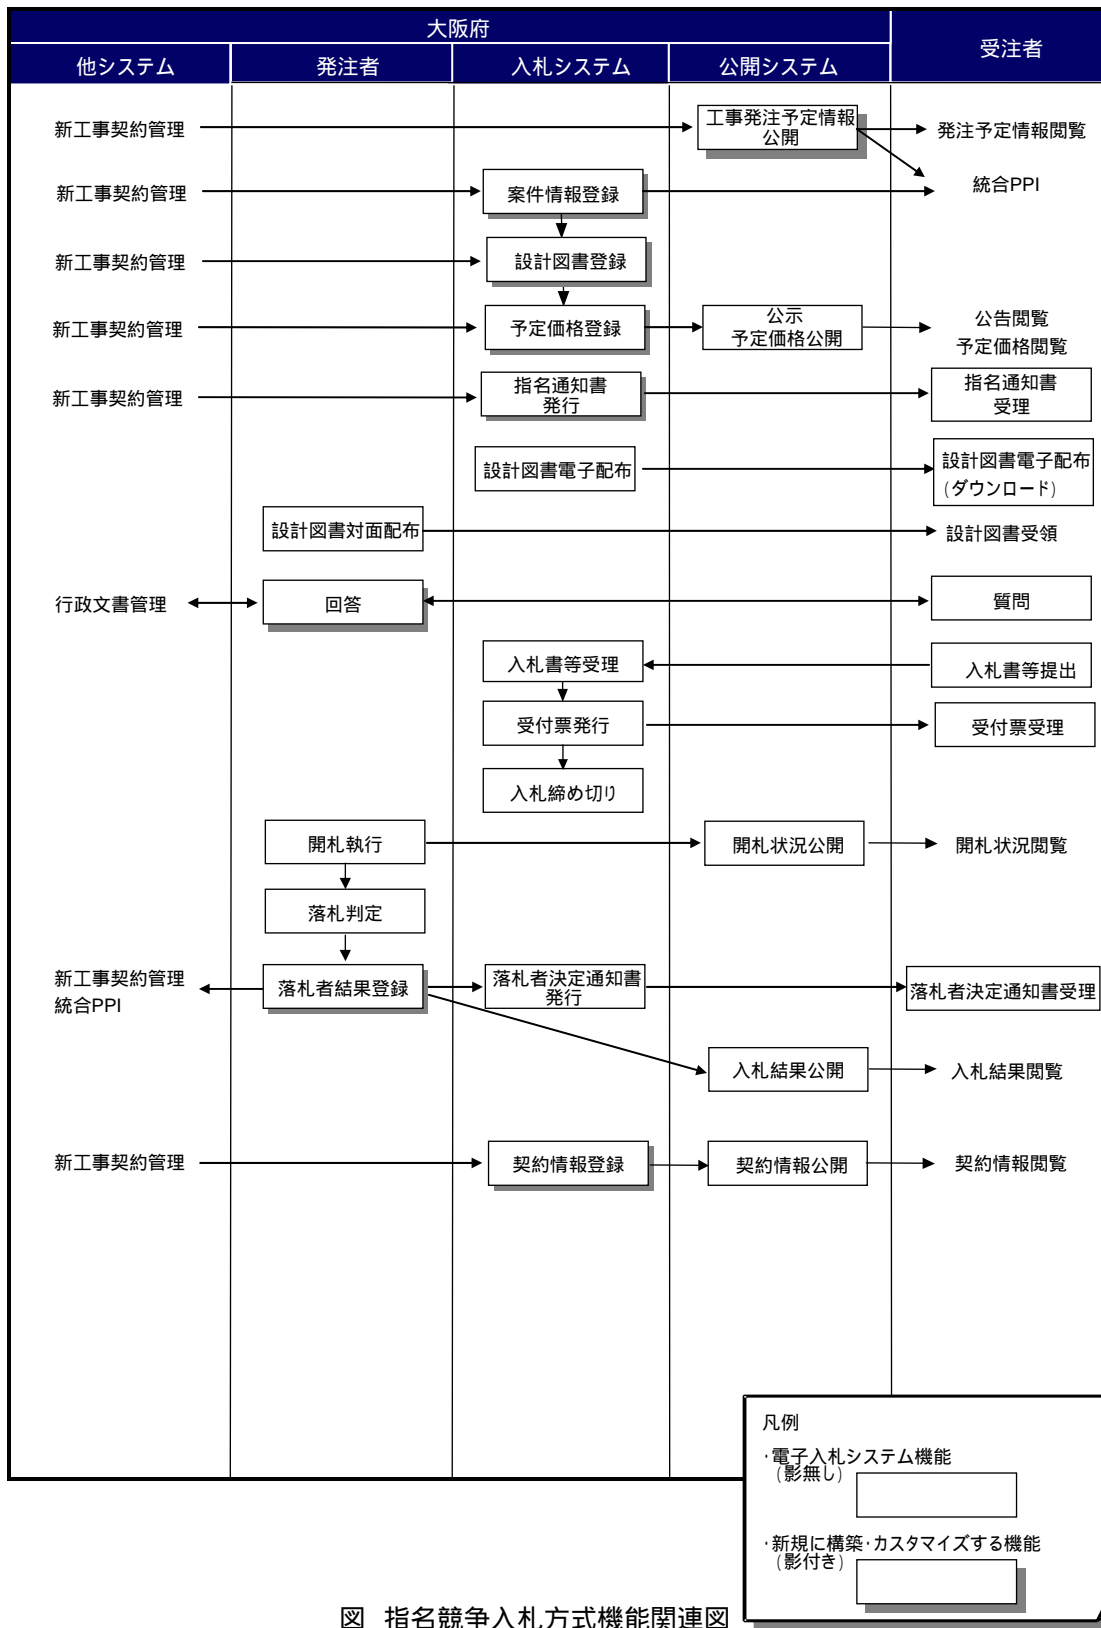 大阪府
受注者
他システム
発注者
入札システム
公開システム
新工事契約管理
工事発注予定情報
公開
発注予定情報閲覧
新工事契約管理
案件情報登録
統合PPI
新工事契約管理
設計図書登録
新工事契約管理
予定価格登録
公示
予定価格公開
公告閲覧
予定価格閲覧
新工事契約管理
指名通知書
発行
指名通知書
受理
設計図書電子配布
設計図書電子配布
(ダウンロード)
設計図書対面配布
設計図書受領
行政文書管理
回答
質問
入札書等受理
入札書等提出
受付票発行
受付票受理
入札締め切り
開札執行
開札状況公開
開札状況閲覧
落札判定
新工事契約管理
統合PPI
落札者結果登録
落札者決定通知書
発行
落札者決定通知書受理
入札結果公開
入札結果閲覧
新工事契約管理
契約情報登録
契約情報公開
契約情報閲覧
凡例
・電子入札システム機能
(影無し)
・新規に構築・カスタマイズする機能
(影付き)
図 指名競争入札方式機能関連図